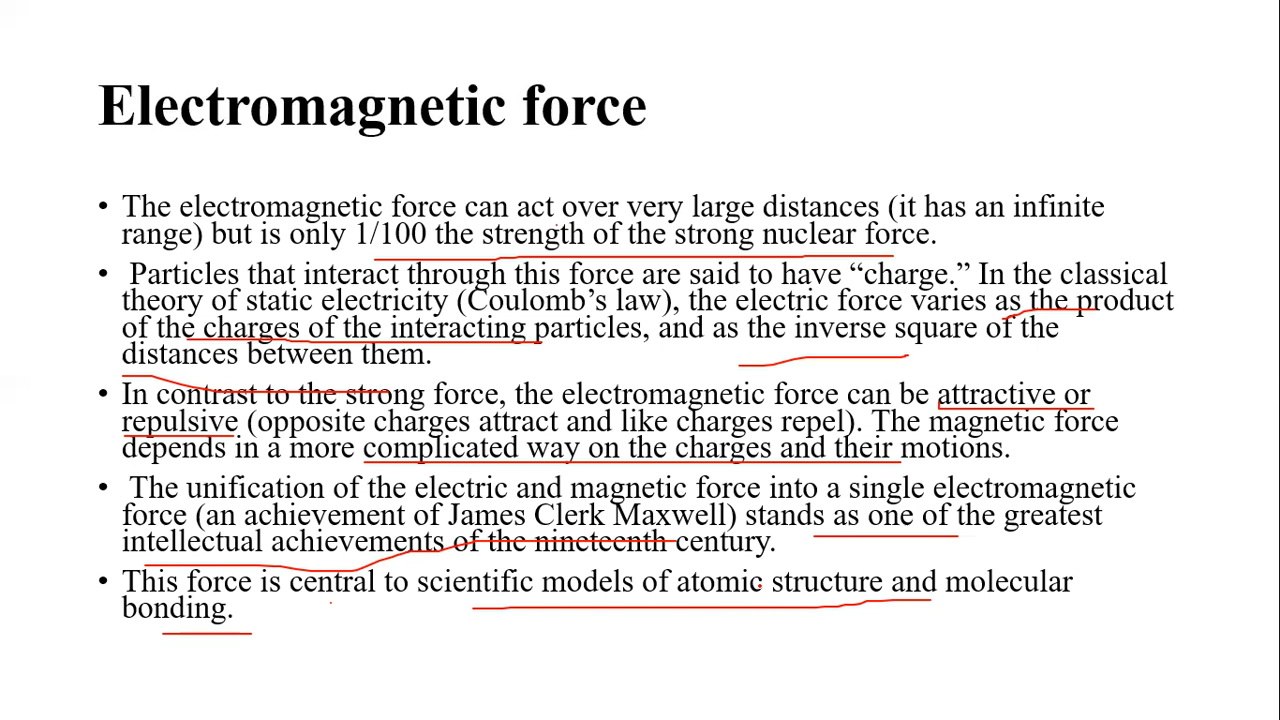 Electromagnetic force
• The electromagnetic force can act over very large distances (it has an infinite
range) but is only 1/100 the strength of the strong nuclear force.
• Particles that interact through this force are said to have “charge.” In the classical
theory of static electricity (Coulomb’s law), the electric force varies as the product
of the charges of the interacting particles, and as the inverse square of the
distances between them.
• In contrast to the strong force, the electromagnetic force can be attractive or
repulsive (opposite charges attract and like charges repel). The magnetic force
depends in a more complicated way on the charges and their motions.
• The unification of the electric and magnetic force into a single electromagnetic
force (an achievement of James Clerk Maxwell) stands as one of the greatest
intellectual achievements of the nineteenth century.
• This force is central to scientific models of atomic structure and molecular
bonding.